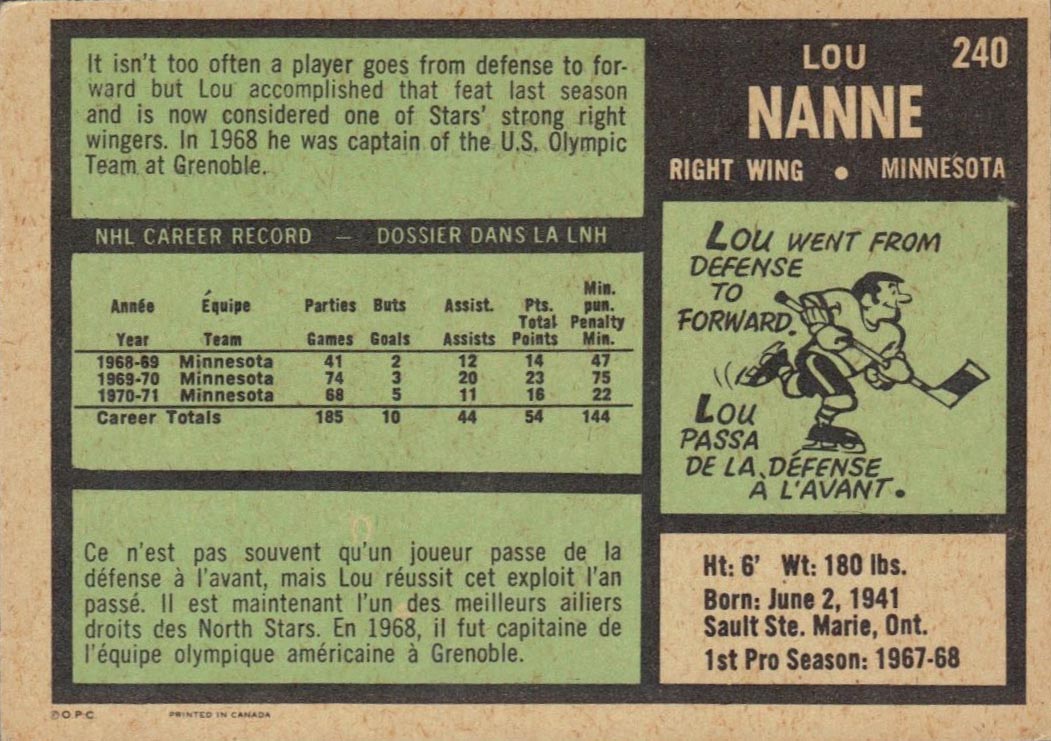 It isn't too often a player goes from defense to for-
ward but Lou accomplished that feat last season
and is now considered one of Stars' strong right
wingers. In 1968 he was captain of the U.S. Olympic
Team at Grenoble.
LOU 240
NANNE
RIGHT WING • MINNESOTA
NHL CAREER RECORD — DOSSIER DANS LA LNH
Année Équipe Parties Buts Assist. Pts. Min. pun.
Year Team Games Goals Assists Total Points Penalty Min.
1968-69 Minnesota 41 2 12 14 47
1969-70 Minnesota 74 3 20 23 75
1970-71 Minnesota 68 5 11 16 22
Career Totals 185 10 44 54 144
LOU WENT FROM
DEFENSE
TO
FORWARD.
LOU
PASSA
DE LA DÉFENSE
À L'AVANT.
Ce n'est pas souvent qu'un joueur passe de la
défense à l'avant, mais Lou réussit cet exploit l'an
passé. Il est maintenant l'un des meilleurs ailiers
droits des North Stars. En 1968, il fut capitaine de
l'équipe olympique américaine à Grenoble.
Ht: 6' Wt: 180 lbs.
Born: June 2, 1941
Sault Ste. Marie, Ont.
1st Pro Season: 1967-68
©O.P.C. PRINTED IN CANADA